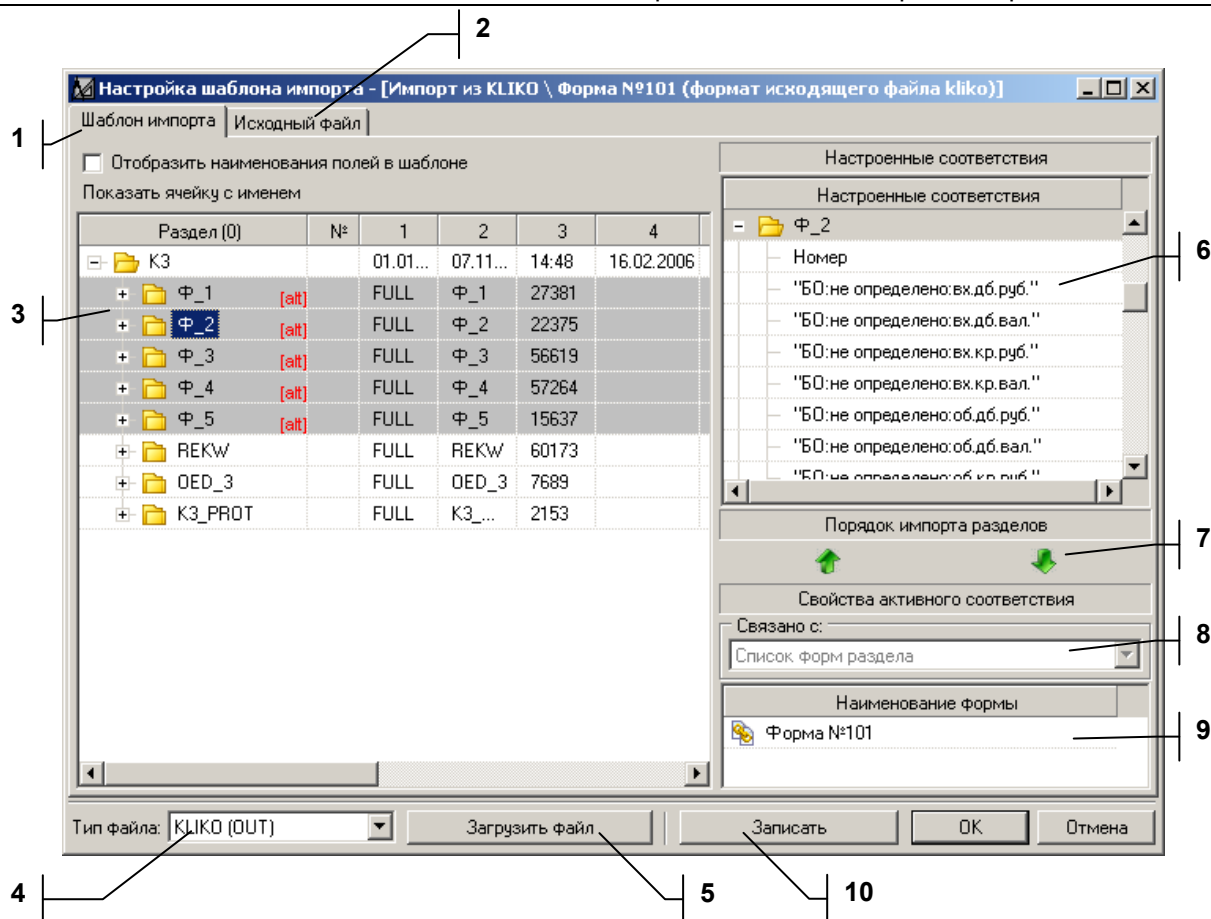 2
Настройка шаблона импорта - [Импорт из KLIKO \ Форма №101 (формат исходящего файла kliko)]
1
Шаблон импорта Исходный файл
Отобразить наименования полей в шаблоне
Показать ячейку с именем
Раздел (0) № 1 2 3 4
К3 01.01... 07.11... 14:48 16.02.2006
3
Ф_1 [alt] FULL Ф_1 27381
Ф_2 [alt] FULL Ф_2 22375
Ф_3 [alt] FULL Ф_3 56619
Ф_4 [alt] FULL Ф_4 57264
Ф_5 [alt] FULL Ф_5 15637
REKW FULL REKW 60173
OED_3 FULL OED_3 7689
K3_PROT FULL K3_... 2153
Настроенные соответствия
Настроенные соответствия
Ф_2
Номер
6
"БО:не определено:вх.дб.руб."
"БО:не определено:вх.дб.вал."
"БО:не определено:вх.кр.руб."
"БО:не определено:вх.кр.вал."
"БО:не определено:об.дб.руб."
"БО:не определено:об.дб.вал."
"БО:не определено:об.кр.руб."
Порядок импорта разделов
7
Свойства активного соответствия
Связано с:
8
Список форм раздела
Наименование формы
Форма №101
9
Тип файла: KLIKO (OUT) Загрузить файл Записать OK Отмена
4 5 10